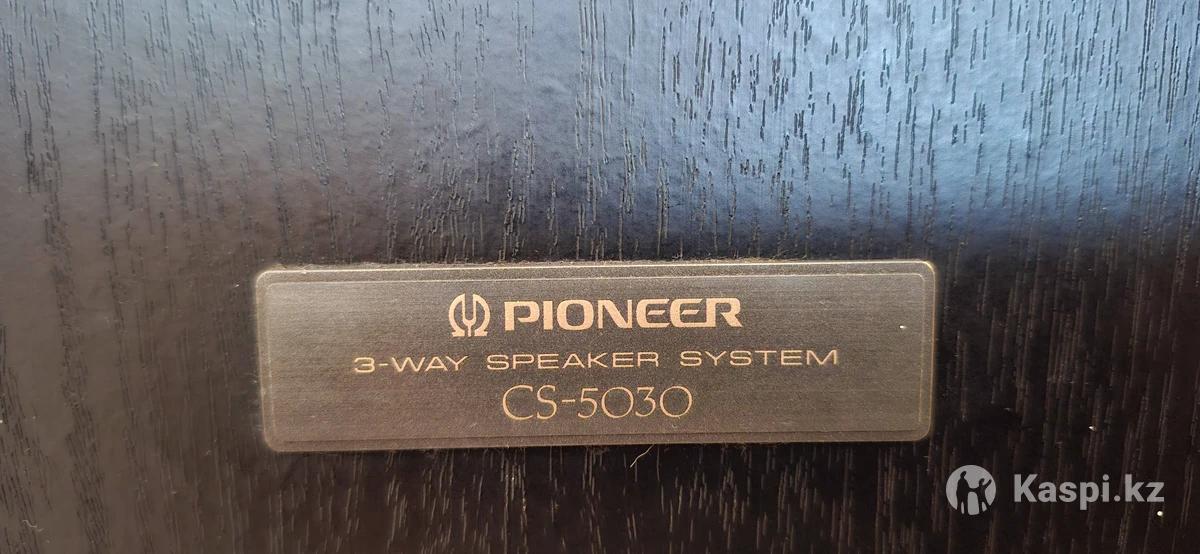 PIONEER
3-WAY SPEAKER SYSTEM
CS-5030
Kaspi.kz